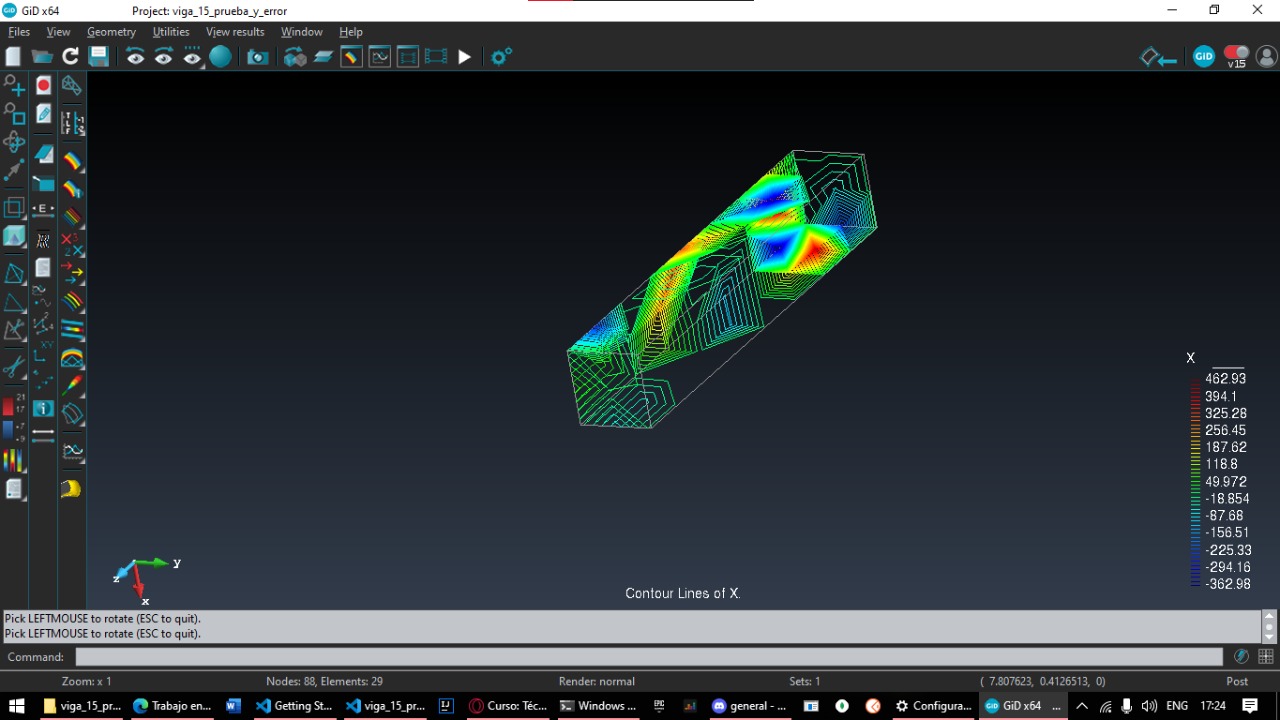 GiD x64
Project: viga_15_prueba_y_error
Files View Geometry Utilities View results Window Help
GiD
v15
X
462.93
394.1
325.28
256.45
187.62
118.8
49.972
-18.854
-87.68
-156.51
-225.33
-294.16
-362.98
y
z
x
Contour Lines of X.
Pick LEFTMOUSE to rotate (ESC to quit).
Pick LEFTMOUSE to rotate (ESC to quit).
Command:
Zoom: x 1 Nodes: 88, Elements: 29 Render: normal Sets: 1 ( 7.807623, 0.4126513, 0) Post
viga_15_pr... Trabajo en... Getting St... viga_15_pr... Curso: Téc... Windows ... general - ... Configura... GiD x64 ... ENG 17:24